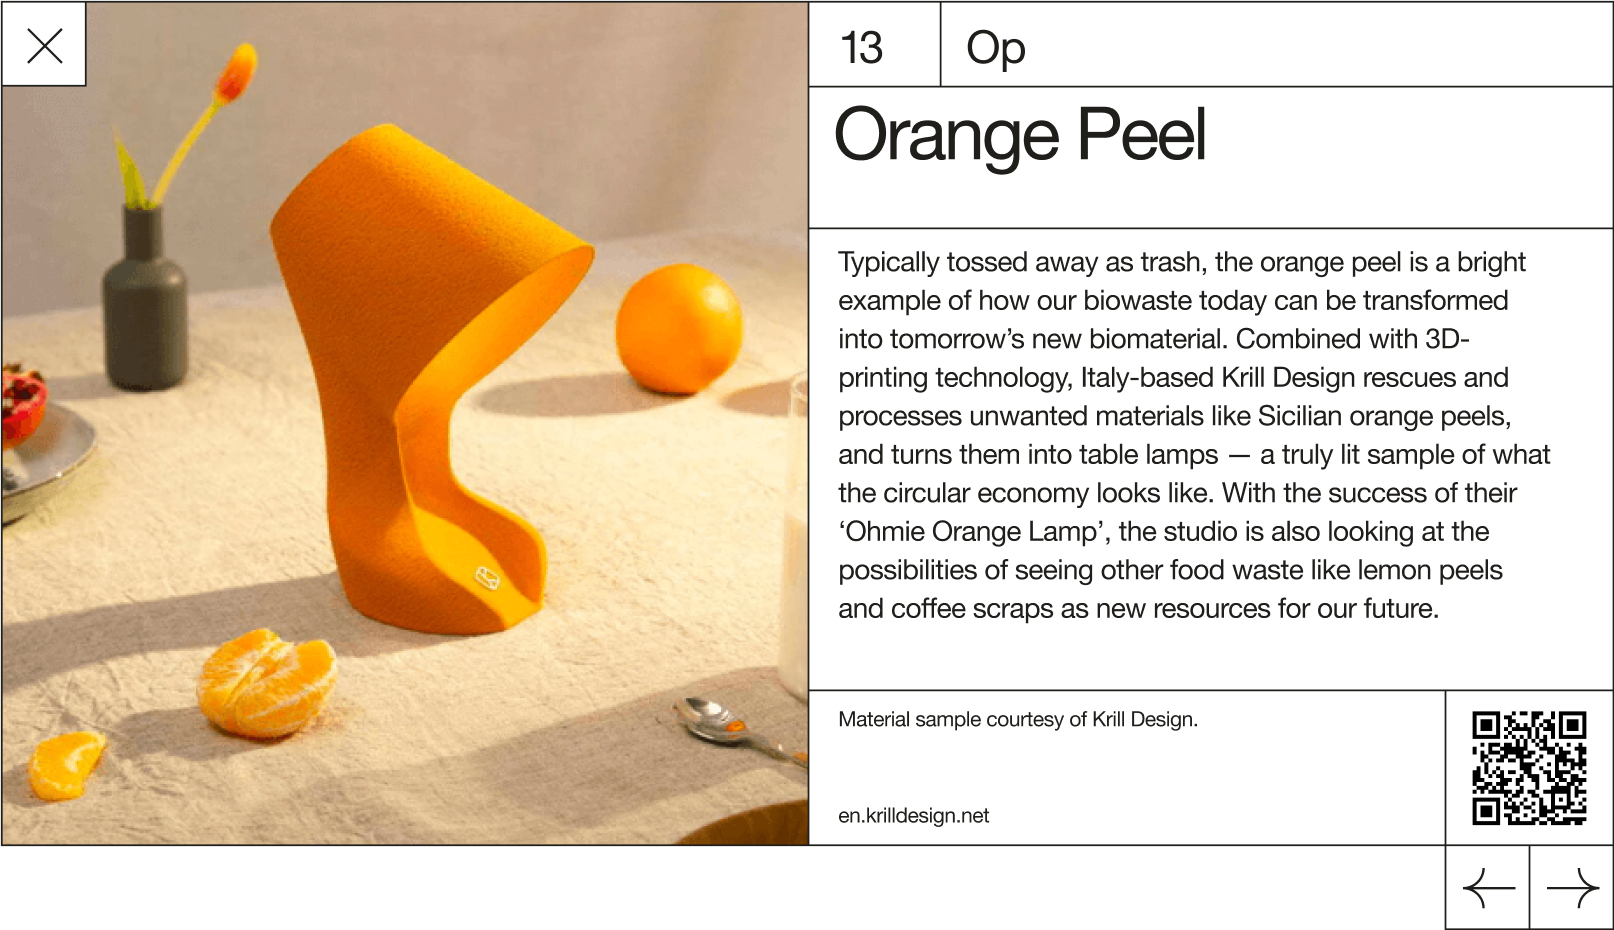 13
Op
Orange Peel
Typically tossed away as trash, the orange peel is a bright
example of how our biowaste today can be transformed
into tomorrow’s new biomaterial. Combined with 3D-
printing technology, Italy-based Krill Design rescues and
processes unwanted materials like Sicilian orange peels,
and turns them into table lamps — a truly lit sample of what
the circular economy looks like. With the success of their
‘Ohmie Orange Lamp’, the studio is also looking at the
possibilities of seeing other food waste like lemon peels
and coffee scraps as new resources for our future.
Material sample courtesy of Krill Design.
en.krilldesign.net